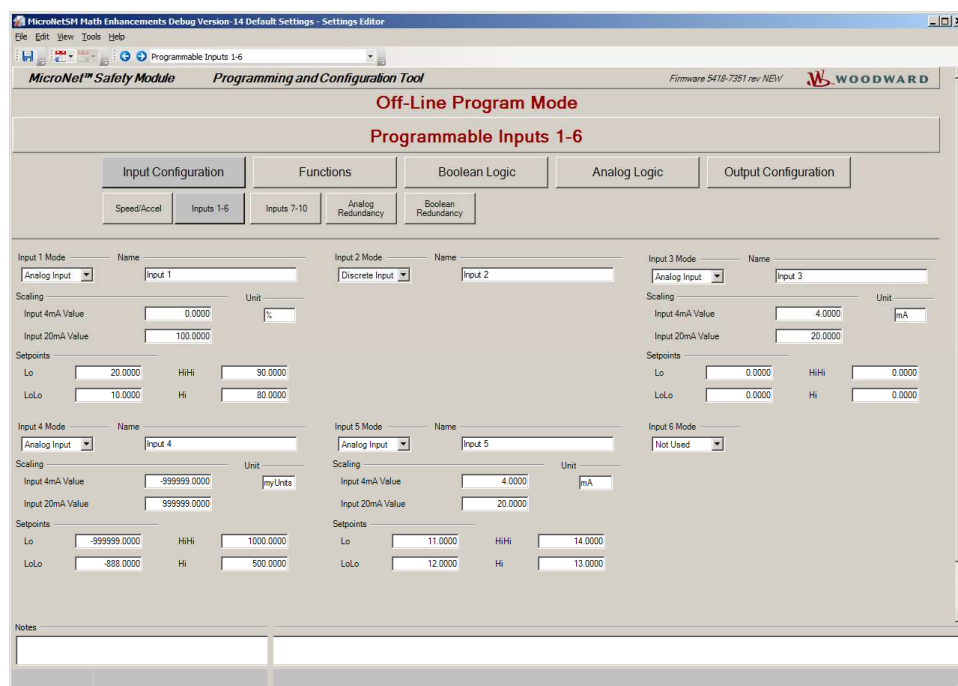 MicroNetSM Math Enhancements Debug Version-14 Default Settings - Settings Editor
File Edit View Tools Help
Programmable Inputs 1-6
MicroNet™ Safety Module Programming and Configuration Tool Firmware 5418-7351 rev NEW WOODWARD
Off-Line Program Mode
Programmable Inputs 1-6
Input Configuration Functions Boolean Logic Analog Logic Output Configuration
Speed/Accel Inputs 1-6 Inputs 7-10 Analog Redundancy Boolean Redundancy
Input 1 Mode Name
Analog Input Input 1
Scaling Unit
Input 4mA Value 0.0000 %
Input 20mA Value 100.0000
Setpoints
Lo 20.0000 HiHi 90.0000
LoLo 10.0000 Hi 80.0000
Input 2 Mode Name
Discrete Input Input 2
Input 3 Mode Name
Analog Input Input 3
Scaling Unit
Input 4mA Value 4.0000 mA
Input 20mA Value 20.0000
Setpoints
Lo 0.0000 HiHi 0.0000
LoLo 0.0000 Hi 0.0000
Input 4 Mode Name
Analog Input Input 4
Scaling Unit
Input 4mA Value -999999.0000 myUnits
Input 20mA Value 999999.0000
Setpoints
Lo -999999.0000 HiHi 1000.0000
LoLo -888.0000 Hi 500.0000
Input 5 Mode Name
Analog Input Input 5
Scaling Unit
Input 4mA Value 4.0000 mA
Input 20mA Value 20.0000
Setpoints
Lo 11.0000 HiHi 14.0000
LoLo 12.0000 Hi 13.0000
Input 6 Mode
Not Used
Notes